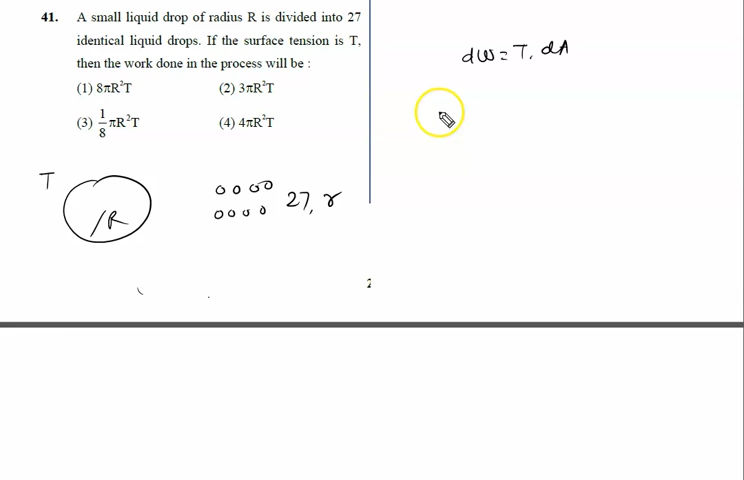 41. A small liquid drop of radius R is divided into 27
identical liquid drops. If the surface tension is T,
then the work done in the process will be :
(1) 8πR²T (2) 3πR²T
(3) 1/8 πR²T (4) 4πR²T
dω = T. dA
T
R
27, r
2